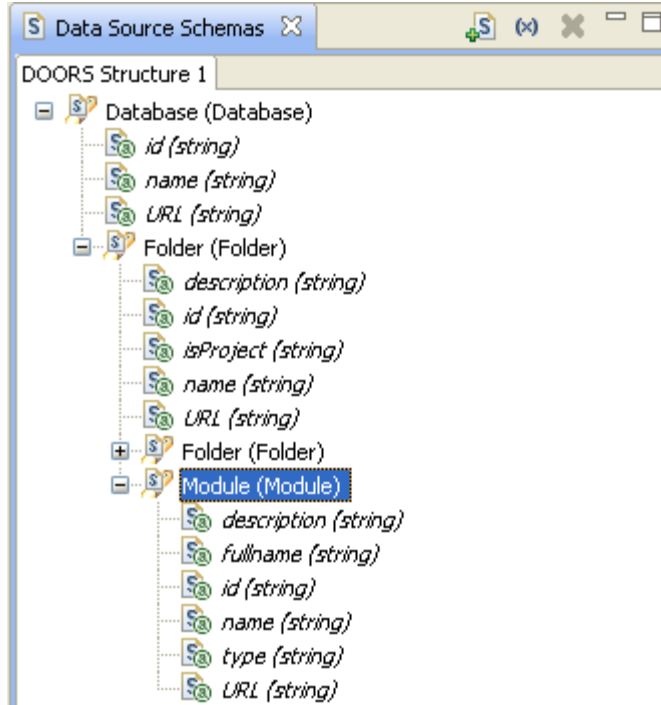 Data Source Schemas
DOORS Structure 1
Database (Database)
id (string)
name (string)
URL (string)
Folder (Folder)
description (string)
id (string)
isProject (string)
name (string)
URL (string)
Folder (Folder)
Module (Module)
description (string)
fullname (string)
id (string)
name (string)
type (string)
URL (string)